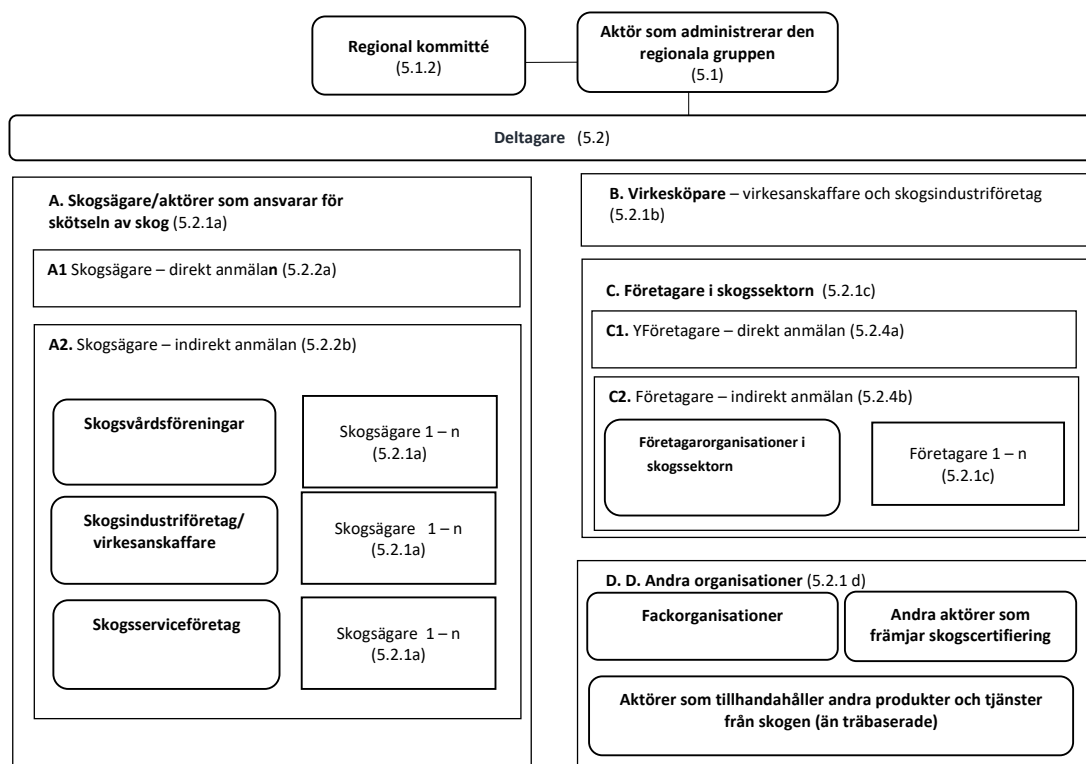 Regional kommitté
(5.1.2)
Aktör som administrerar den
regionala gruppen
(5.1)
Deltagare (5.2)
A. Skogsägare/aktörer som ansvarar för
skötseln av skog (5.2.1a)
A1 Skogsägare – direkt anmälan (5.2.2a)
A2. Skogsägare – indirekt anmälan (5.2.2b)
Skogsvårdsföreningar
Skogsägare 1 – n
(5.2.1a)
Skogsindustriföretag/
virkesanskaffare
Skogsägare 1 – n
(5.2.1a)
Skogsserviceföretag
Skogsägare 1 – n
(5.2.1a)
B. Virkesköpare – virkesanskaffare och skogsindustriföretag
(5.2.1b)
C. Företagare i skogssektorn (5.2.1c)
C1. YFöretagare – direkt anmälan (5.2.4a)
C2. Företagare – indirekt anmälan (5.2.4b)
Företagarorganisationer i
skogssektorn
Företagare 1 – n
(5.2.1c)
D. D. Andra organisationer (5.2.1 d)
Fackorganisationer
Andra aktörer som
främjar skogscertifiering
Aktörer som tillhandahåller andra produkter och tjänster
från skogen (än träbaserade)